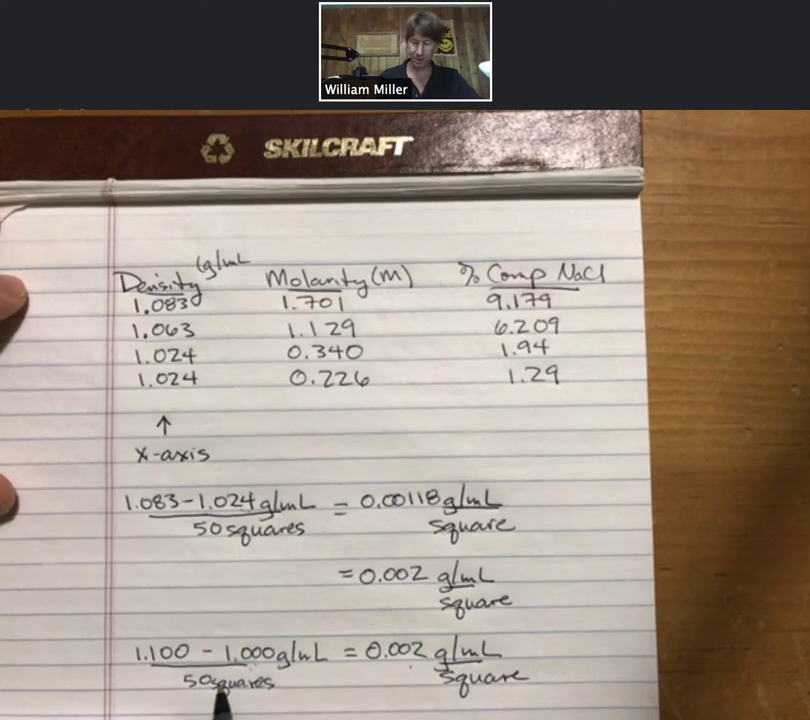 William Miller
SKILCRAFT
Density (g/mL Molarity (M) % Comp NaCl
1.083 1.701 9.179
1.063 1.129 6.209
1.024 0.340 1.94
1.024 0.226 1.29
↑
x-axis
1.083-1.024 g/mL = 0.00118 g/mL
50 squares square
= 0.002 g/mL
square
1.100 - 1.000 g/mL = 0.002 g/mL
50 squares square